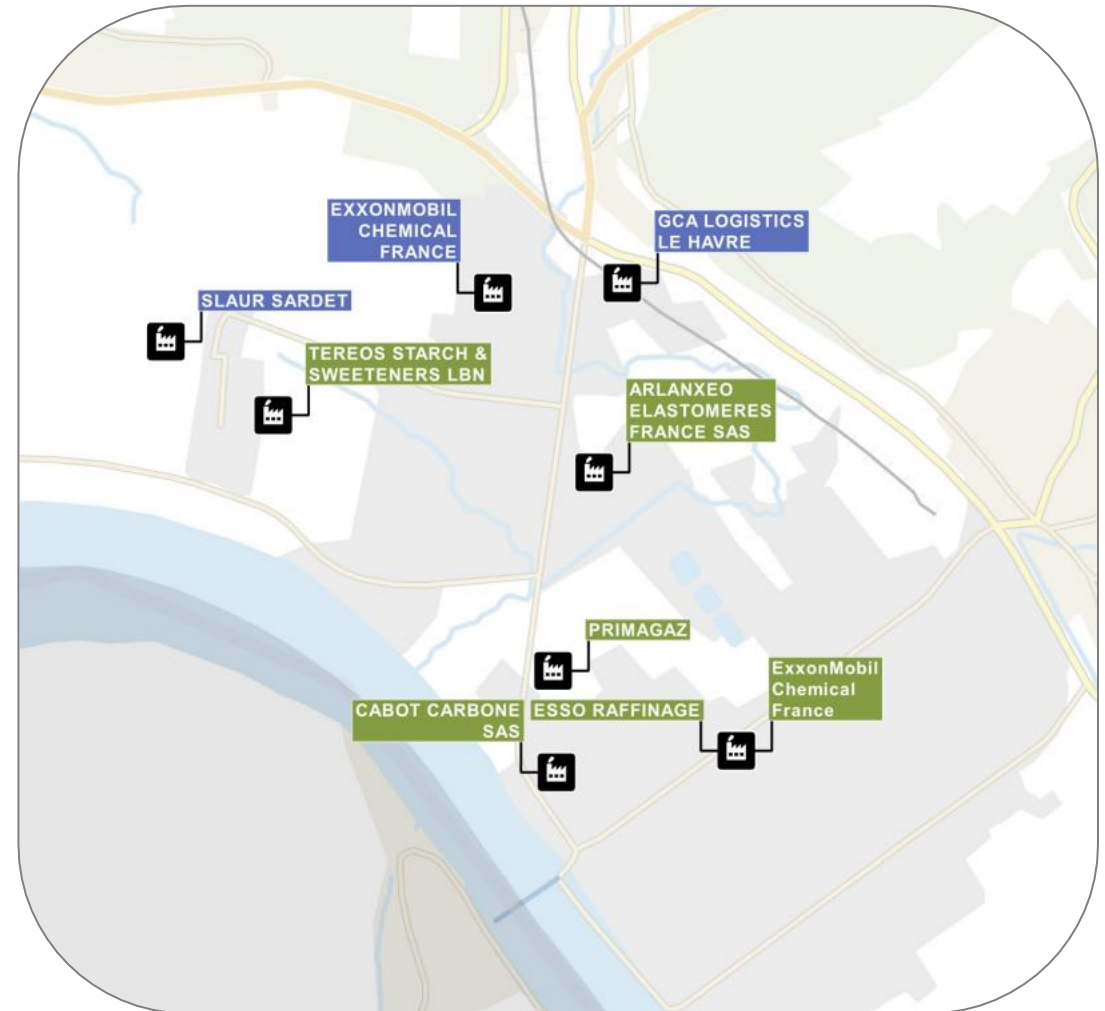 EXXONMOBIL
CHEMICAL
FRANCE
GCA LOGISTICS
LE HAVRE
SLAUR SARDET
TEREOS STARCH &
SWEETENERS LBN
ARLANXEO
ELASTOMERES
FRANCE SAS
PRIMAGAZ
CABOT CARBONE
SAS
ESSO RAFFINAGE
ExxonMobil
Chemical
France